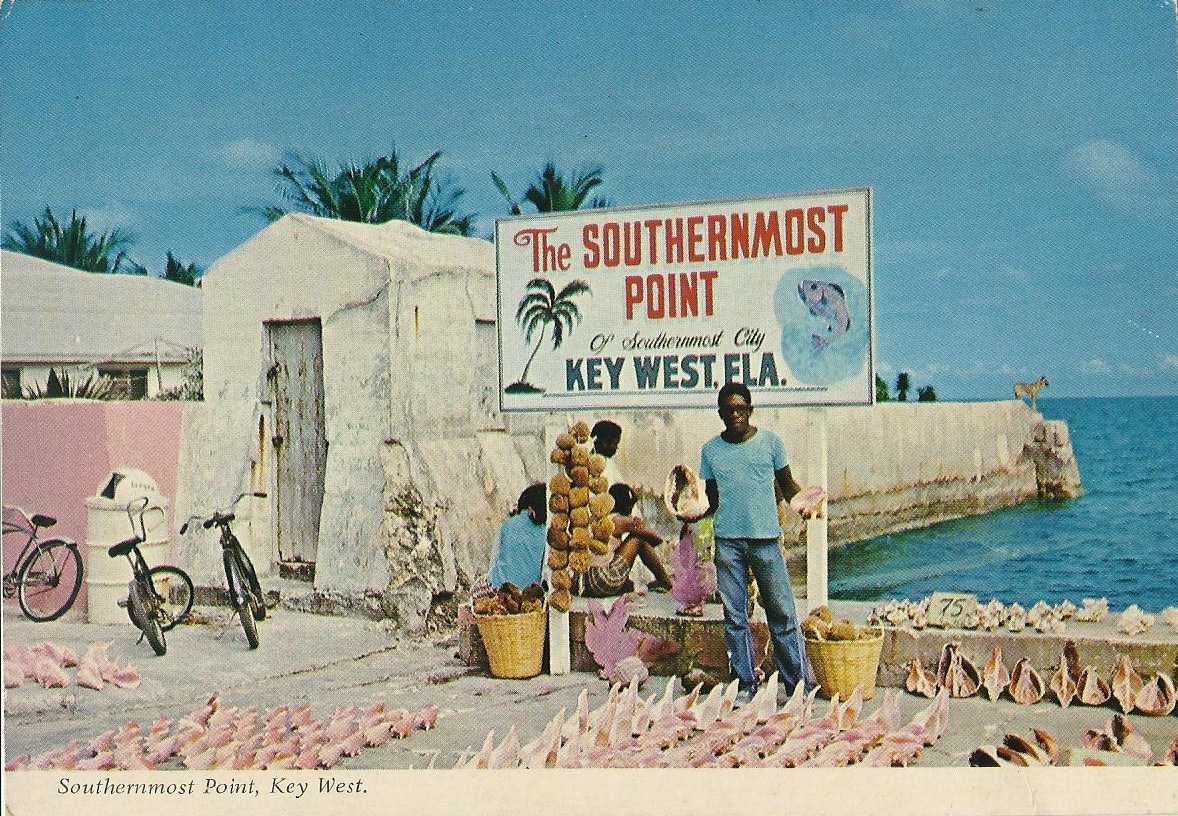 The SOUTHERNMOST
POINT
Of Southernmost City
KEY WEST, FLA.
75
Southernmost Point, Key West.